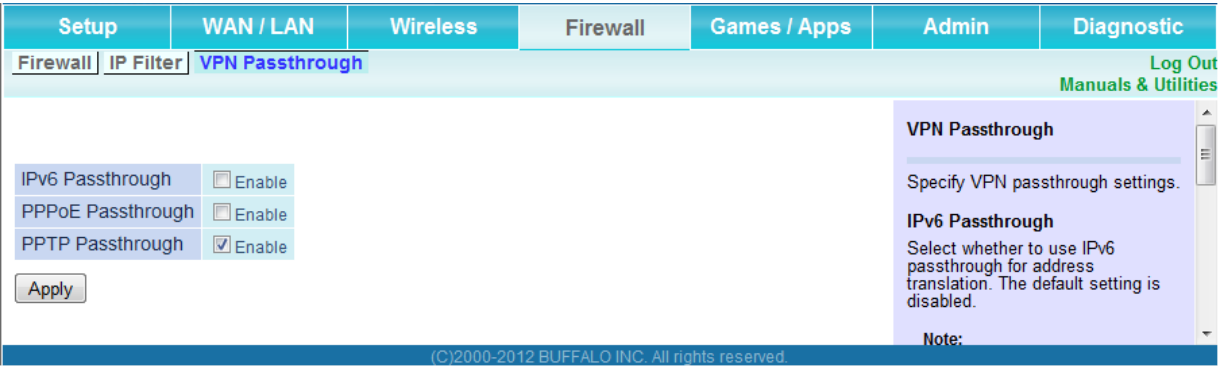 Setup WAN / LAN Wireless Firewall Games / Apps Admin Diagnostic
Firewall IP Filter VPN Passthrough
Log Out
Manuals & Utilities
IPv6 Passthrough Enable
PPPoE Passthrough Enable
PPTP Passthrough Enable
Apply
VPN Passthrough
Specify VPN passthrough settings.
IPv6 Passthrough
Select whether to use IPv6
passthrough for address
translation. The default setting is
disabled.
Note:
(C)2000-2012 BUFFALO INC. All rights reserved.